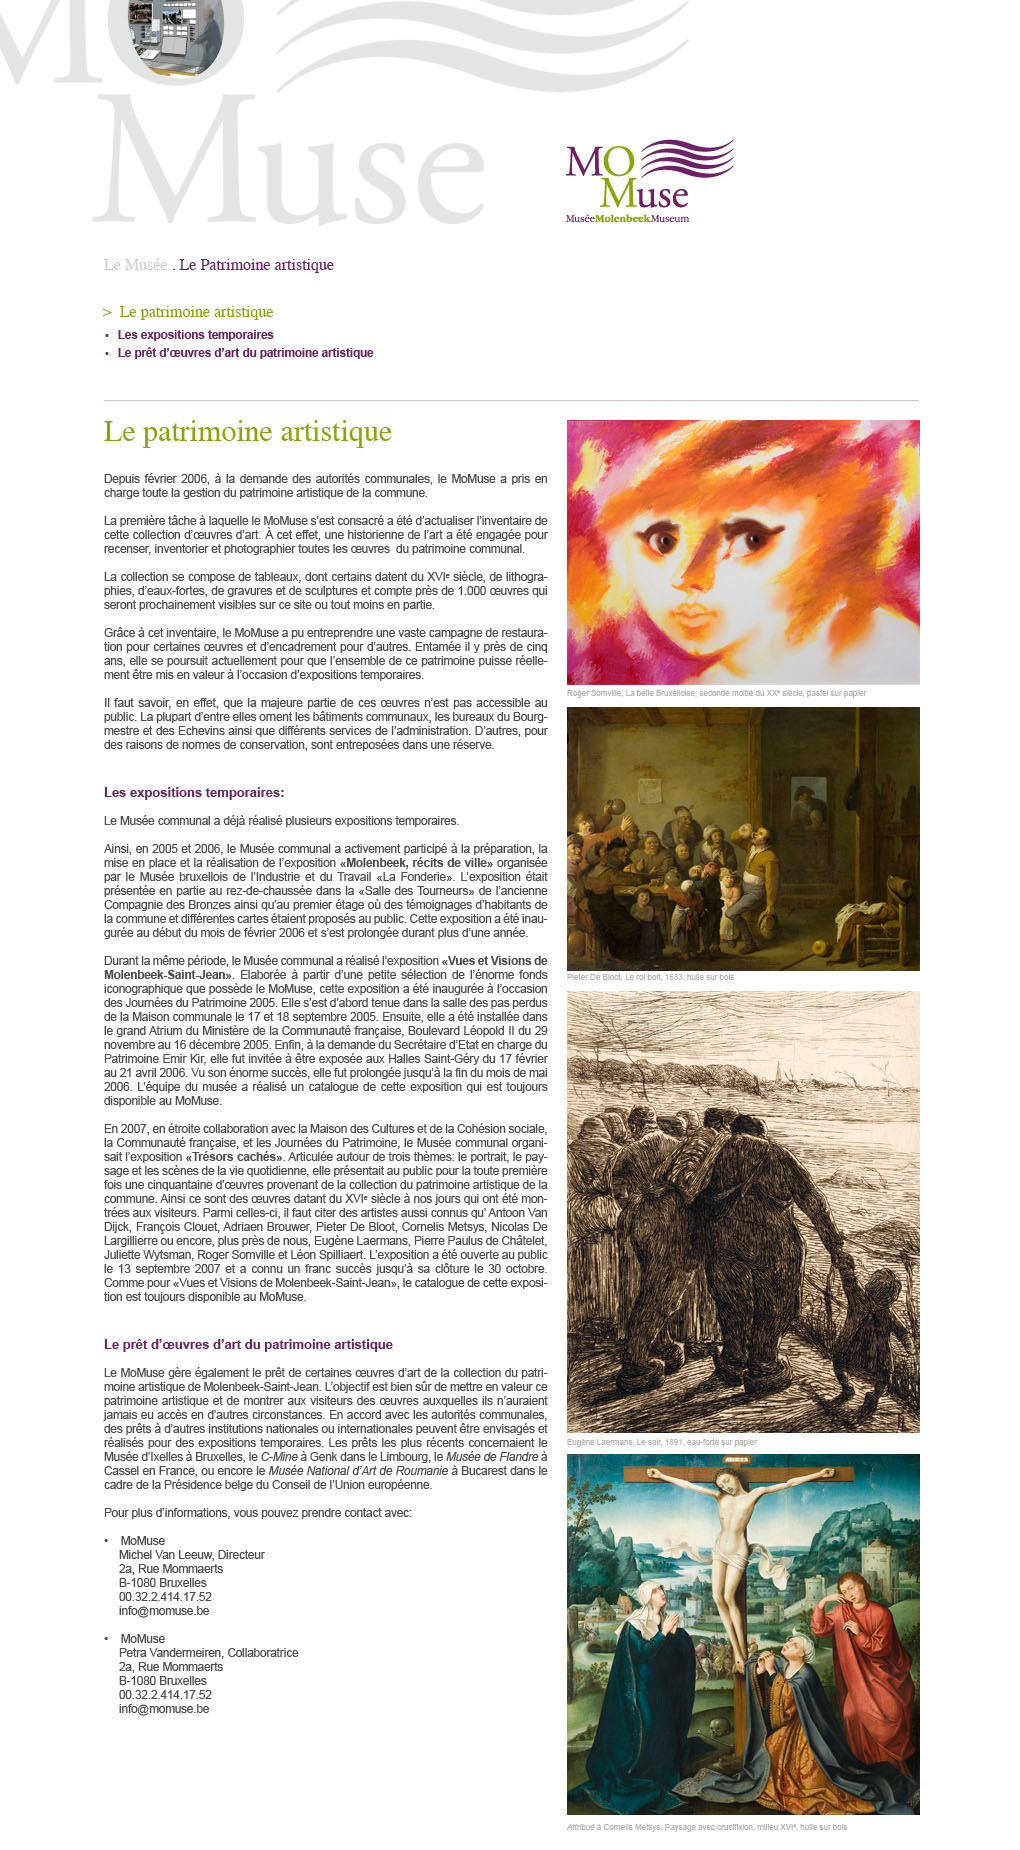 MO
Muse
MO
Muse
MuséeMolenbeekMuseum
Le Musée . Le Patrimoine artistique
> Le patrimoine artistique
• Les expositions temporaires
• Le prêt d’œuvres d’art du patrimoine artistique
Le patrimoine artistique
Depuis février 2006, à la demande des autorités communales, le MoMuse a pris en
charge toute la gestion du patrimoine artistique de la commune.
La première tâche à laquelle le MoMuse s’est consacré a été d’actualiser l’inventaire de
cette collection d’œuvres d’art. À cet effet, une historienne de l’art a été engagée pour
recenser, inventorier et photographier toutes les œuvres du patrimoine communal.
La collection se compose de tableaux, dont certains datent du XVIe siècle, de lithogra-
phies, d’eaux-fortes, de gravures et de sculptures et compte près de 1.000 œuvres qui
seront prochainement visibles sur ce site ou tout moins en partie.
Grâce à cet inventaire, le MoMuse a pu entreprendre une vaste campagne de restaura-
tion pour certaines œuvres et d’encadrement pour d’autres. Entamée il y près de cinq
ans, elle se poursuit actuellement pour que l’ensemble de ce patrimoine puisse réelle-
ment être mis en valeur à l’occasion d’expositions temporaires.
Il faut savoir, en effet, que la majeure partie de ces œuvres n’est pas accessible au
public. La plupart d’entre elles ornent les bâtiments communaux, les bureaux du Bourg-
mestre et des Echevins ainsi que différents services de l’administration. D’autres, pour
des raisons de normes de conservation, sont entreposées dans une réserve.
Les expositions temporaires:
Le Musée communal a déjà réalisé plusieurs expositions temporaires.
Ainsi, en 2005 et 2006, le Musée communal a activement participé à la préparation, la
mise en place et la réalisation de l’exposition «Molenbeek, récits de ville» organisée
par le Musée bruxellois de l’Industrie et du Travail «La Fonderie». L’exposition était
présentée en partie au rez-de-chaussée dans la «Salle des Tourneurs» de l’ancienne
Compagnie des Bronzes ainsi qu’au premier étage où des témoignages d’habitants de
la commune et différentes cartes étaient proposés au public. Cette exposition a été inau-
gurée au début du mois de février 2006 et s’est prolongée durant plus d’une année.
Durant la même période, le Musée communal a réalisé l’exposition «Vues et Visions de
Molenbeek-Saint-Jean». Elaborée à partir d’une petite sélection de l’énorme fonds
iconographique que possède le MoMuse, cette exposition a été inaugurée à l’occasion
des Journées du Patrimoine 2005. Elle s’est d’abord tenue dans la salle des pas perdus
de la Maison communale le 17 et 18 septembre 2005. Ensuite, elle a été installée dans
le grand Atrium du Ministère de la Communauté française, Boulevard Léopold II du 29
novembre au 16 décembre 2005. Enfin, à la demande du Secrétaire d’Etat en charge du
Patrimoine Emir Kir, elle fut invitée à être exposée aux Halles Saint-Géry du 17 février
au 21 avril 2006. Vu son énorme succès, elle fut prolongée jusqu’à la fin du mois de mai
2006. L’équipe du musée a réalisé un catalogue de cette exposition qui est toujours
disponible au MoMuse.
En 2007, en étroite collaboration avec la Maison des Cultures et de la Cohésion sociale,
la Communauté française, et les Journées du Patrimoine, le Musée communal organi-
sait l’exposition «Trésors cachés». Articulée autour de trois thèmes: le portrait, le pay-
sage et les scènes de la vie quotidienne, elle présentait au public pour la toute première
fois une cinquantaine d’œuvres provenant de la collection du patrimoine artistique de la
commune. Ainsi ce sont des œuvres datant du XVIe siècle à nos jours qui ont été mon-
trées aux visiteurs. Parmi celles-ci, il faut citer des artistes aussi connus qu’ Antoon Van
Dijck, François Clouet, Adriaen Brouwer, Pieter De Bloot, Cornelis Metsys, Nicolas De
Largillierre ou encore, plus près de nous, Eugène Laermans, Pierre Paulus de Châtelet,
Juliette Wytsman, Roger Somville et Léon Spilliaert. L’exposition a été ouverte au public
le 13 septembre 2007 et a connu un franc succès jusqu’à sa clôture le 30 octobre.
Comme pour «Vues et Visions de Molenbeek-Saint-Jean», le catalogue de cette exposi-
tion est toujours disponible au MoMuse.
Le prêt d’œuvres d’art du patrimoine artistique
Le MoMuse gère également le prêt de certaines œuvres d’art de la collection du patri-
moine artistique de Molenbeek-Saint-Jean. L’objectif est bien sûr de mettre en valeur ce
patrimoine artistique et de montrer aux visiteurs des œuvres auxquelles ils n’auraient
jamais eu accès en d’autres circonstances. En accord avec les autorités communales,
des prêts à d’autres institutions nationales ou internationales peuvent être envisagés et
réalisés pour des expositions temporaires. Les prêts les plus récents concernaient le
Musée d’Ixelles à Bruxelles, le C-Mine à Genk dans le Limbourg, le Musée de Flandre à
Cassel en France, ou encore le Musée National d’Art de Roumanie à Bucarest dans le
cadre de la Présidence belge du Conseil de l’Union européenne.
Pour plus d’informations, vous pouvez prendre contact avec:
• MoMuse
Michel Van Leeuw, Directeur
2a, Rue Mommaerts
B-1080 Bruxelles
00.32.2.414.17.52
info@momuse.be
• MoMuse
Petra Vandermeiren, Collaboratrice
2a, Rue Mommaerts
B-1080 Bruxelles
00.32.2.414.17.52
info@momuse.be
Roger Somville, La belle Bruxelloise, seconde moitié du XXe siècle, pastel sur papier
Pieter De Bloot, Le roi boit, 1633, huile sur bois
Eugène Laermans, Le soir, 1891, eau-forte sur papier
Attribué à Cornelis Metsys, Paysage avec crucifixion, milieu XVIe, huile sur bois